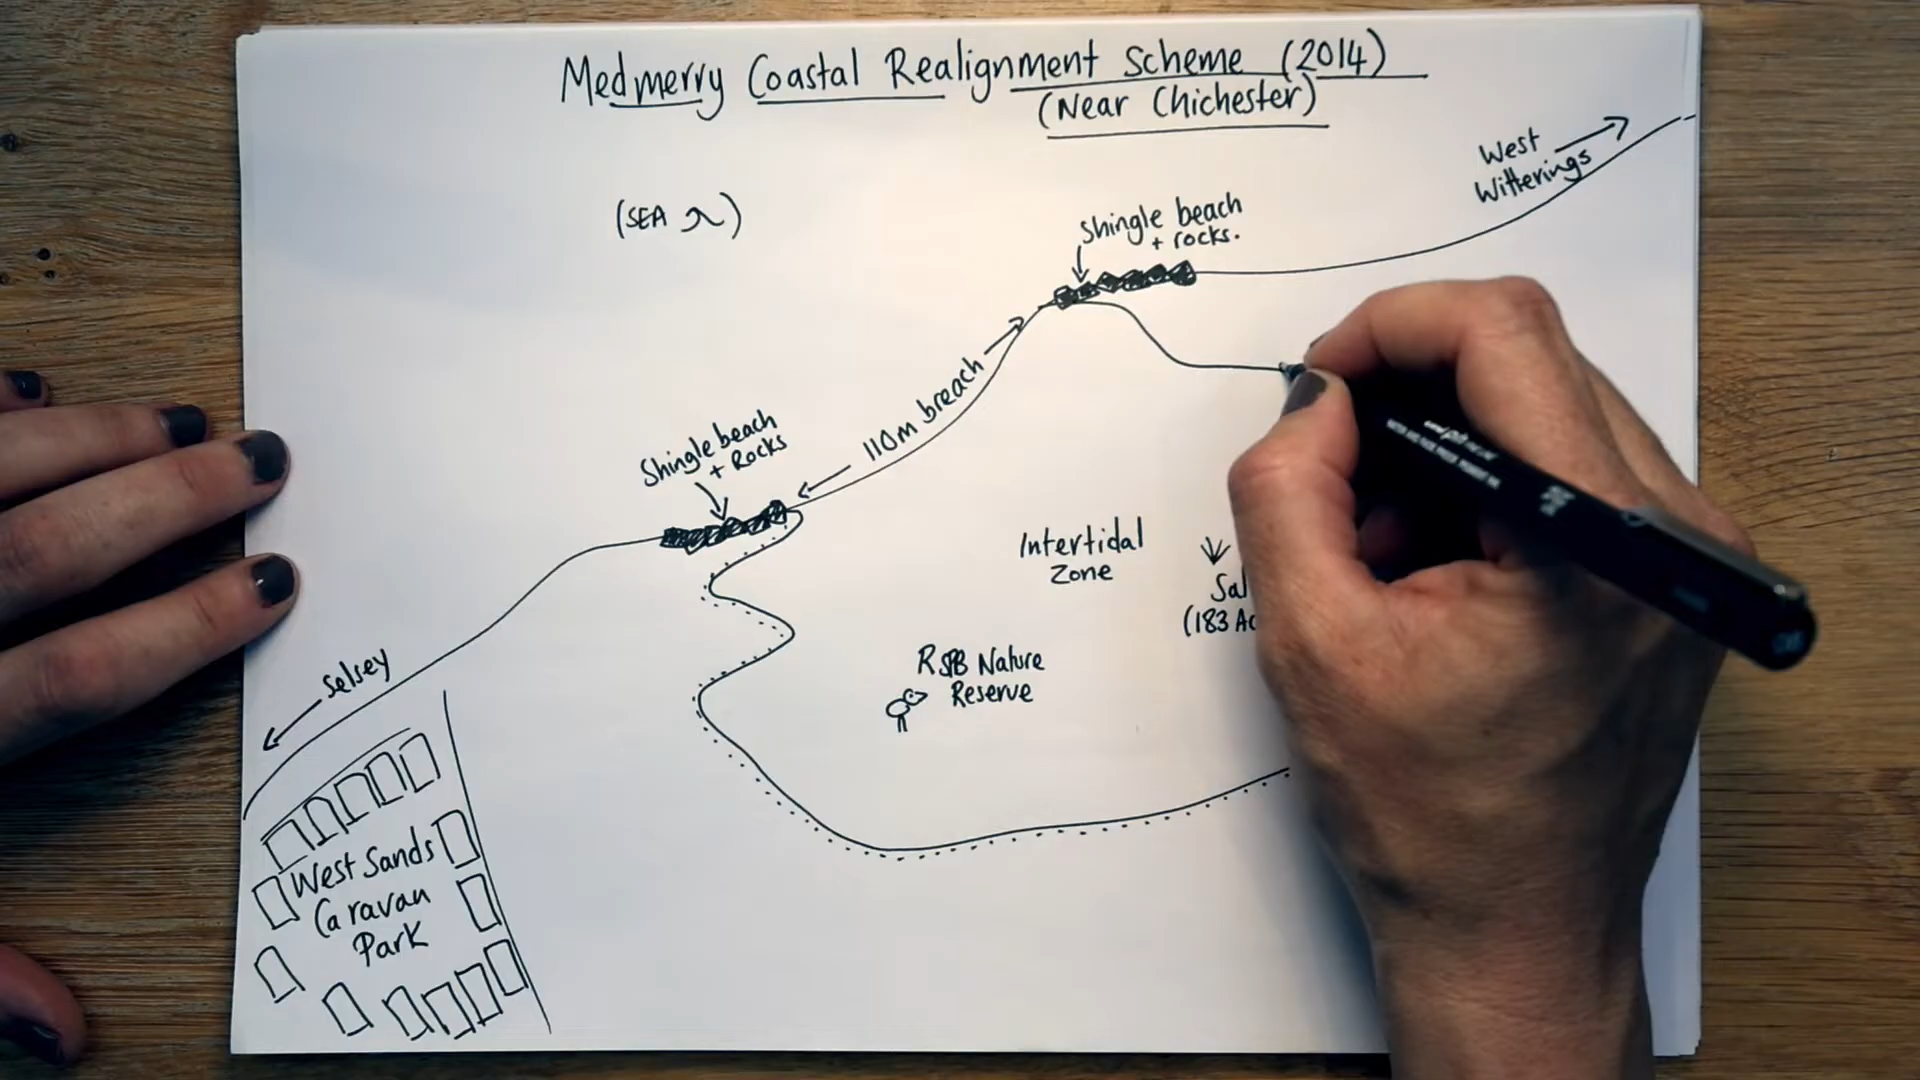 Medmerry Coastal Realignment Scheme (2014)
(Near Chichester)
West
Witterings
(SEA
)
Shingle beach
+ rocks.
110m breach
Shingle beach
+ Rocks
Intertidal
Zone
(183
RSPB Nature
Reserve
Selsey
West Sands
Caravan
Park